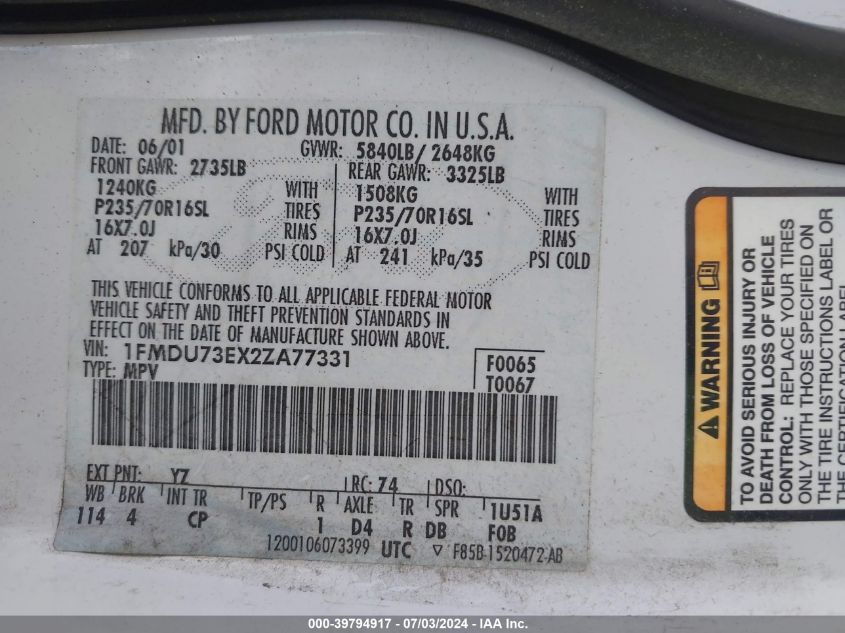 MFD. BY FORD MOTOR CO. IN U.S.A.
DATE: 06/01 GVWR: 5840LB/ 2648KG
FRONT GAWR: 2735LB REAR GAWR: 3325LB
1240KG WITH 1508KG WITH
P235/70R16SL TIRES P235/70R16SL TIRES
16X7.0J RIMS 16X7.0J RIMS
AT 207 kPa/30 PSI COLD AT 241 kPa/35 PSI COLD
THIS VEHICLE CONFORMS TO ALL APPLICABLE FEDERAL MOTOR
VEHICLE SAFETY AND THEFT PREVENTION STANDARDS IN
EFFECT ON THE DATE OF MANUFACTURE SHOWN ABOVE.
VIN: 1FMDU73EX2ZA77331 F0065
TYPE: MPV T0067
EXT PNT: YZ RC: 74 DSO:
WB BRK INT TR TP/PS R AXLE TR SPR 1U51A
114 4 CP 1 D4 R DB F0B
1200106073399 UTC ▽ F85B-1520472-AB
WARNING
TO AVOID SERIOUS INJURY OR
DEATH FROM LOSS OF VEHICLE
CONTROL: REPLACE YOUR TIRES
ONLY WITH THOSE SPECIFIED ON
THE TIRE INSTRUCTIONS LABEL OR
THE CERTIFICATION LABEL
000-39794917 - 07/03/2024 - IAA Inc.